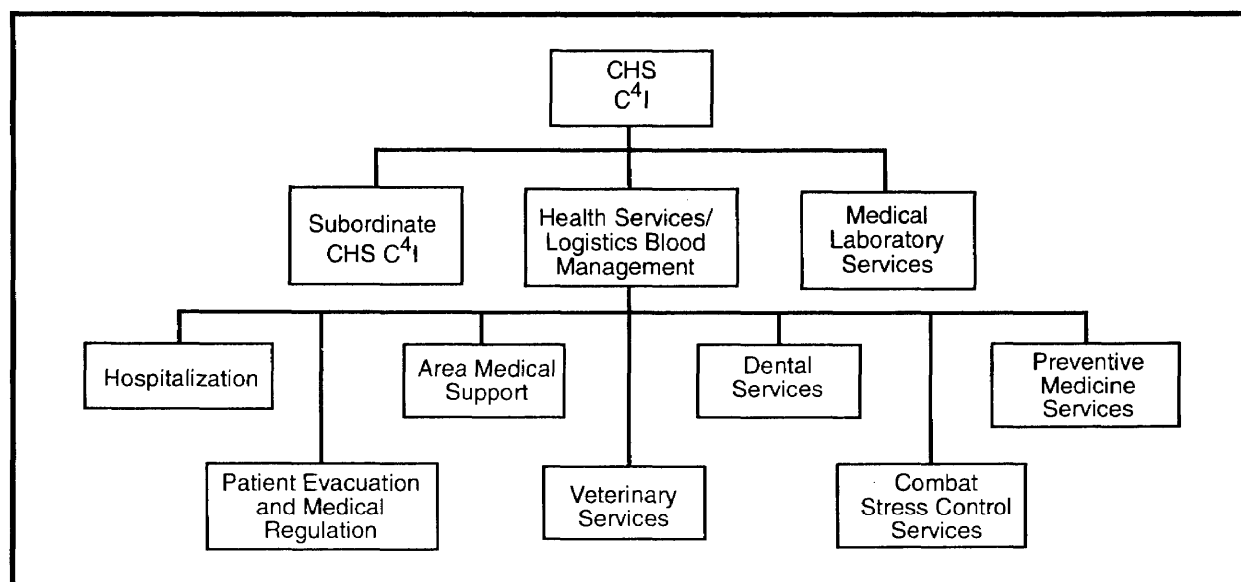 CHS
C⁴I
Subordinate
CHS C⁴I
Health Services/
Logistics Blood
Management
Medical
Laboratory
Services
Hospitalization
Area Medical
Support
Dental
Services
Preventive
Medicine
Services
Patient Evacuation
and Medical
Regulation
Veterinary
Services
Combat
Stress Control
Services